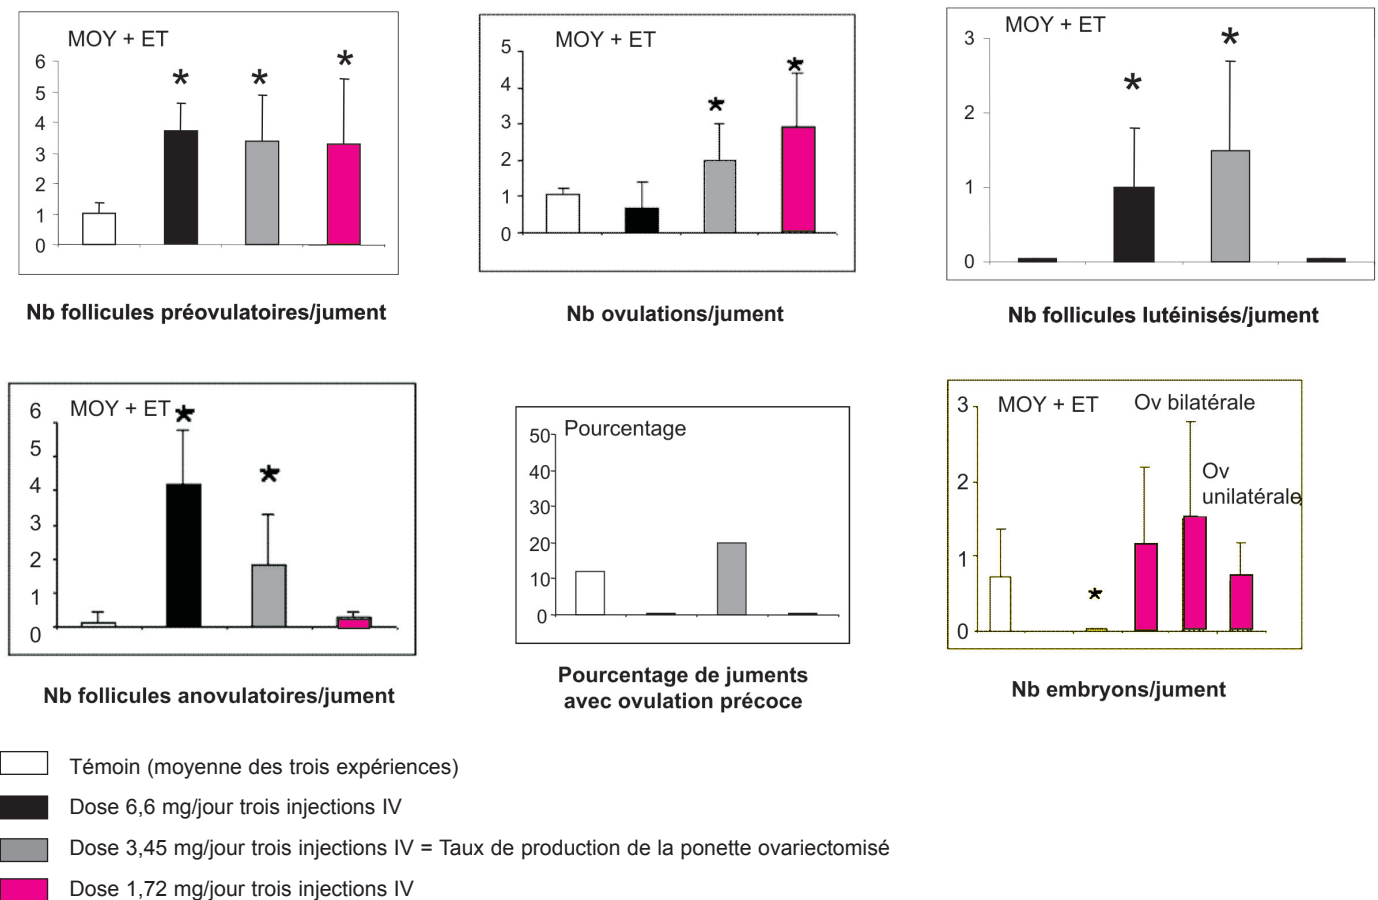 MOY + ET
6
5
4
3
2
1
0
*
*
*
Nb follicules préovulatoires/jument
MOY + ET
5
4
3
2
1
0
*
*
Nb ovulations/jument
MOY + ET
3
2
1
0
*
*
Nb follicules lutéinisés/jument
MOY + ET
6
5
4
3
2
1
0
*
*
Nb follicules anovulatoires/jument
Pourcentage
50
40
30
20
10
0
Pourcentage de juments
avec ovulation précoce
MOY + ET
Ov bilatérale
Ov
unilatérale
3
2
1
0
*
Nb embryons/jument
Témoin (moyenne des trois expériences)
Dose 6,6 mg/jour trois injections IV
Dose 3,45 mg/jour trois injections IV = Taux de production de la ponette ovariectomisé
Dose 1,72 mg/jour trois injections IV